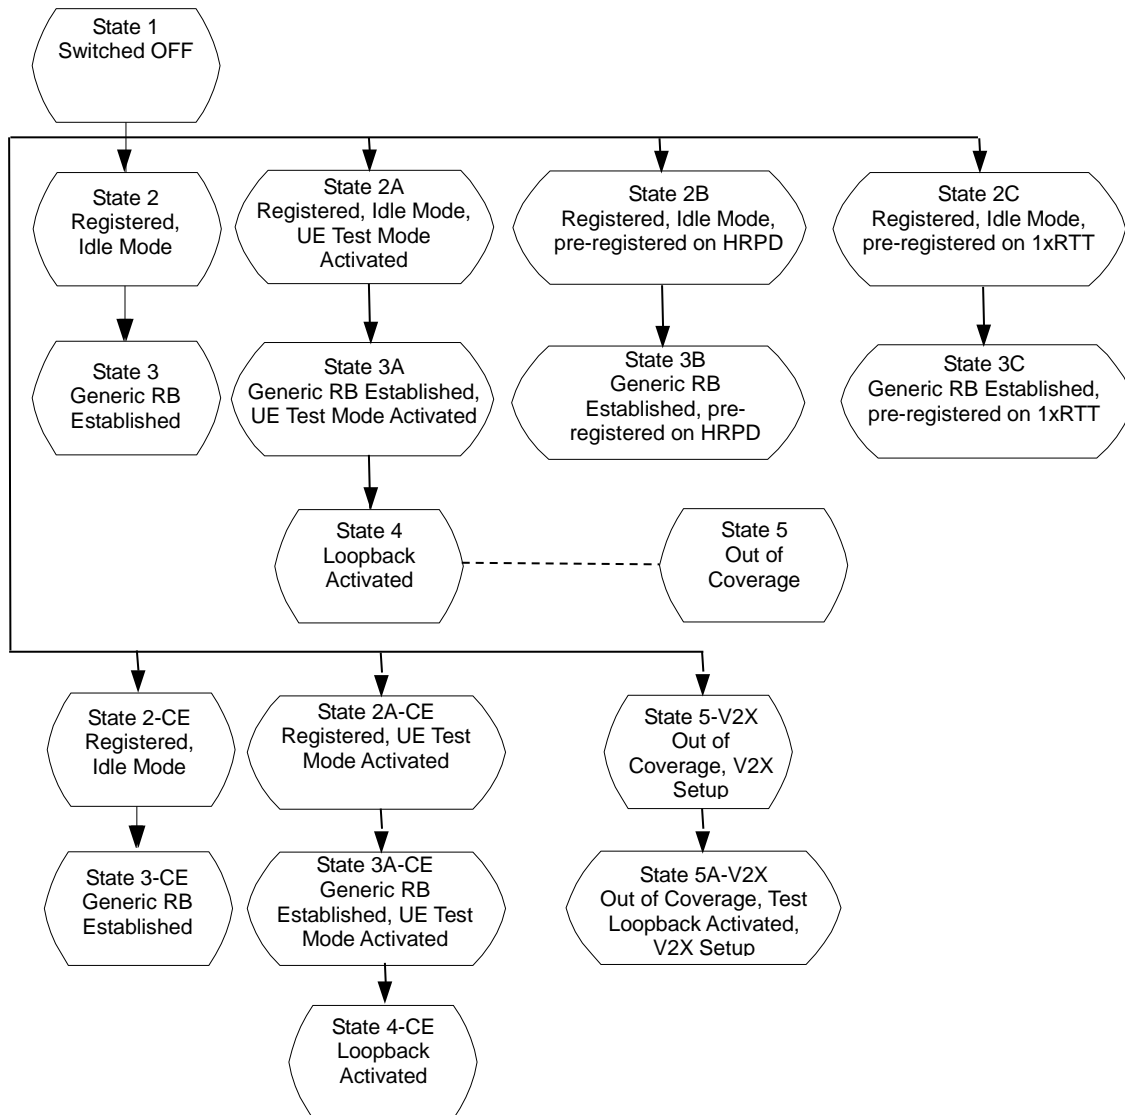 State 1
Switched OFF
State 2
Registered,
Idle Mode
State 2A
Registered, Idle Mode,
UE Test Mode
Activated
State 2B
Registered, Idle Mode,
pre-registered on HRPD
State 2C
Registered, Idle Mode,
pre-registered on 1xRTT
State 3
Generic RB
Established
State 3A
Generic RB Established,
UE Test Mode Activated
State 3B
Generic RB
Established, pre-
registered on HRPD
State 3C
Generic RB Established,
pre-registered on 1xRTT
State 4
Loopback
Activated
State 5
Out of
Coverage
State 2-CE
Registered,
Idle Mode
State 2A-CE
Registered, UE Test
Mode Activated
State 5-V2X
Out of
Coverage, V2X
Setup
State 3-CE
Generic RB
Established
State 3A-CE
Generic RB
Established, UE Test
Mode Activated
State 5A-V2X
Out of Coverage, Test
Loopback Activated,
V2X Setup
State 4-CE
Loopback
Activated